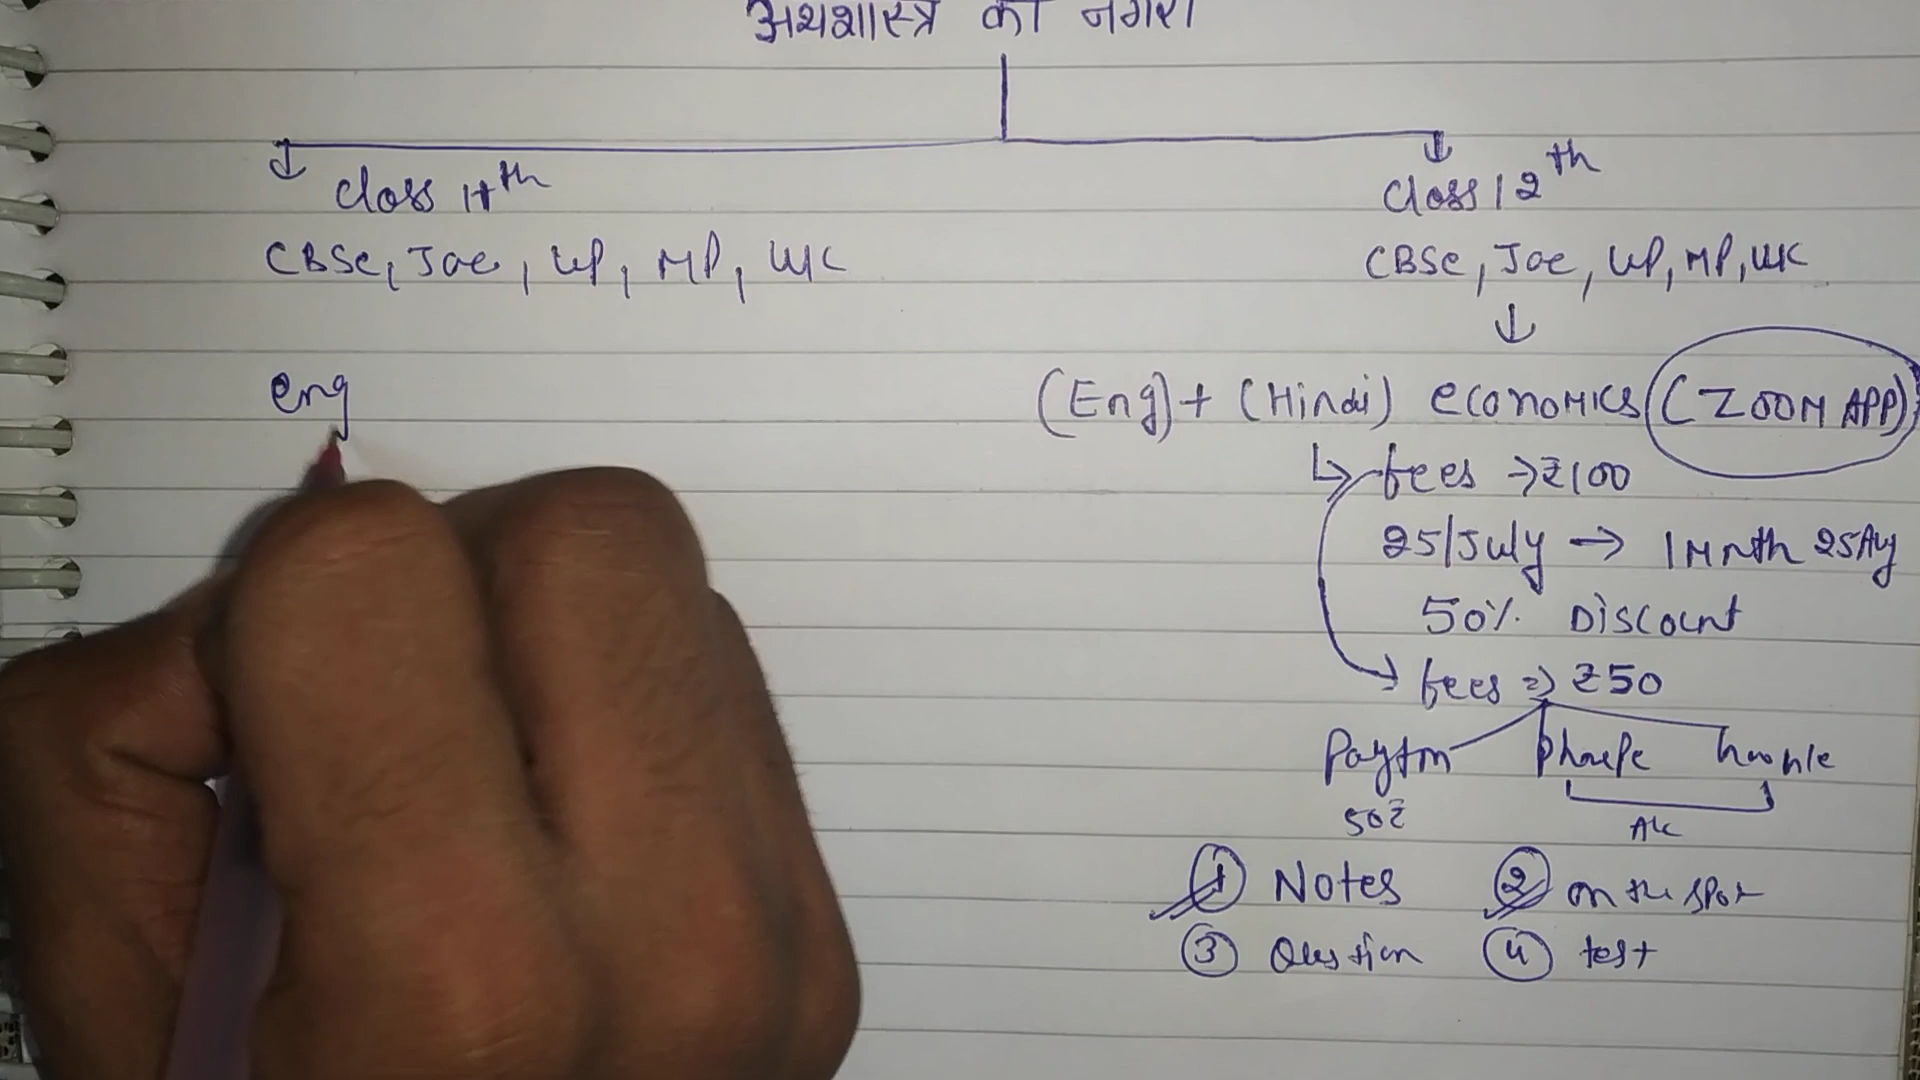 अर्थशास्त्र की नगरी
Class 11th
CBSE, Jac, UP, MP, UK
eng
Class 12th
CBSE, Jac, UP, MP, UK
(Eng) + (Hindi) economics (ZOOM APP)
fees → ₹100
25/July → 1 Month 25 Aug
50% Discount
fees ⇒ ₹50
Paytm
50₹
① Notes ② on the spot
③ Question ④ test